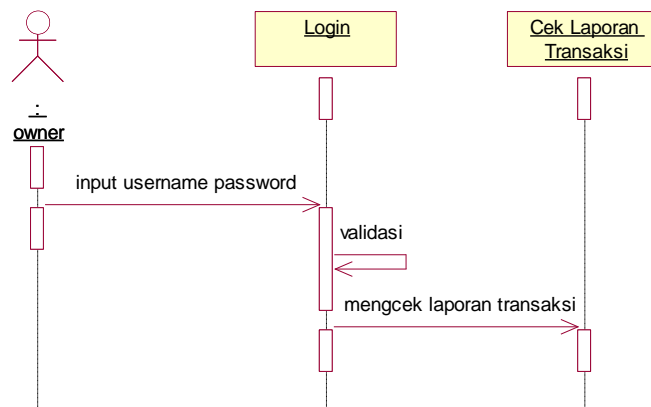 Login
Cek Laporan
Transaksi
:
owner
input username password
validasi
mengcek laporan transaksi